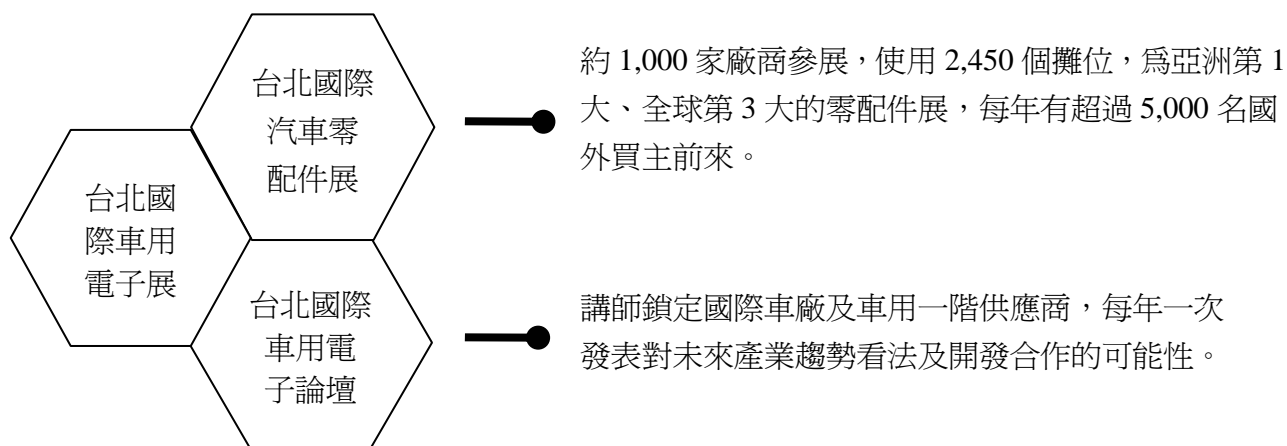 台北國際
汽車零
配件展
約 1,000 家廠商參展，使用 2,450 個攤位，為亞洲第 1
大、全球第 3 大的零配件展，每年有超過 5,000 名國
外買主前來。
台北國
際車用
電子展
台北國際
車用電
子論壇
講師鎖定國際車廠及車用一階供應商，每年一次
發表對未來產業趨勢看法及開發合作的可能性。